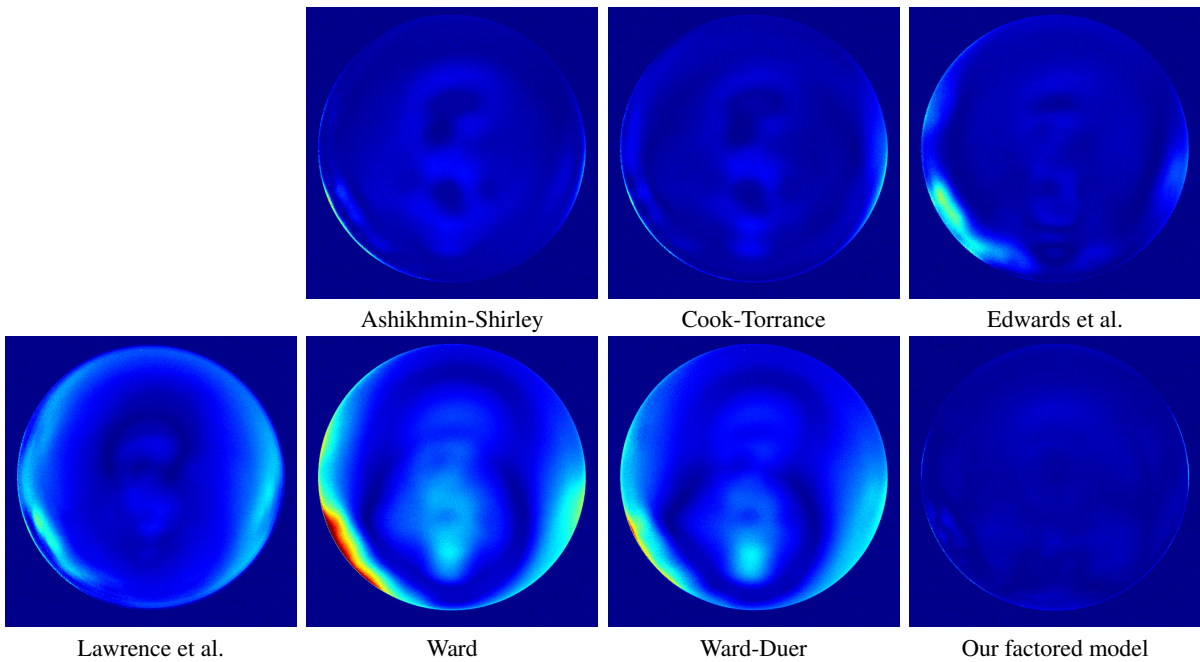 Ashikhmin-Shirley
Cook-Torrance
Edwards et al.
Lawrence et al.
Ward
Ward-Duer
Our factored model